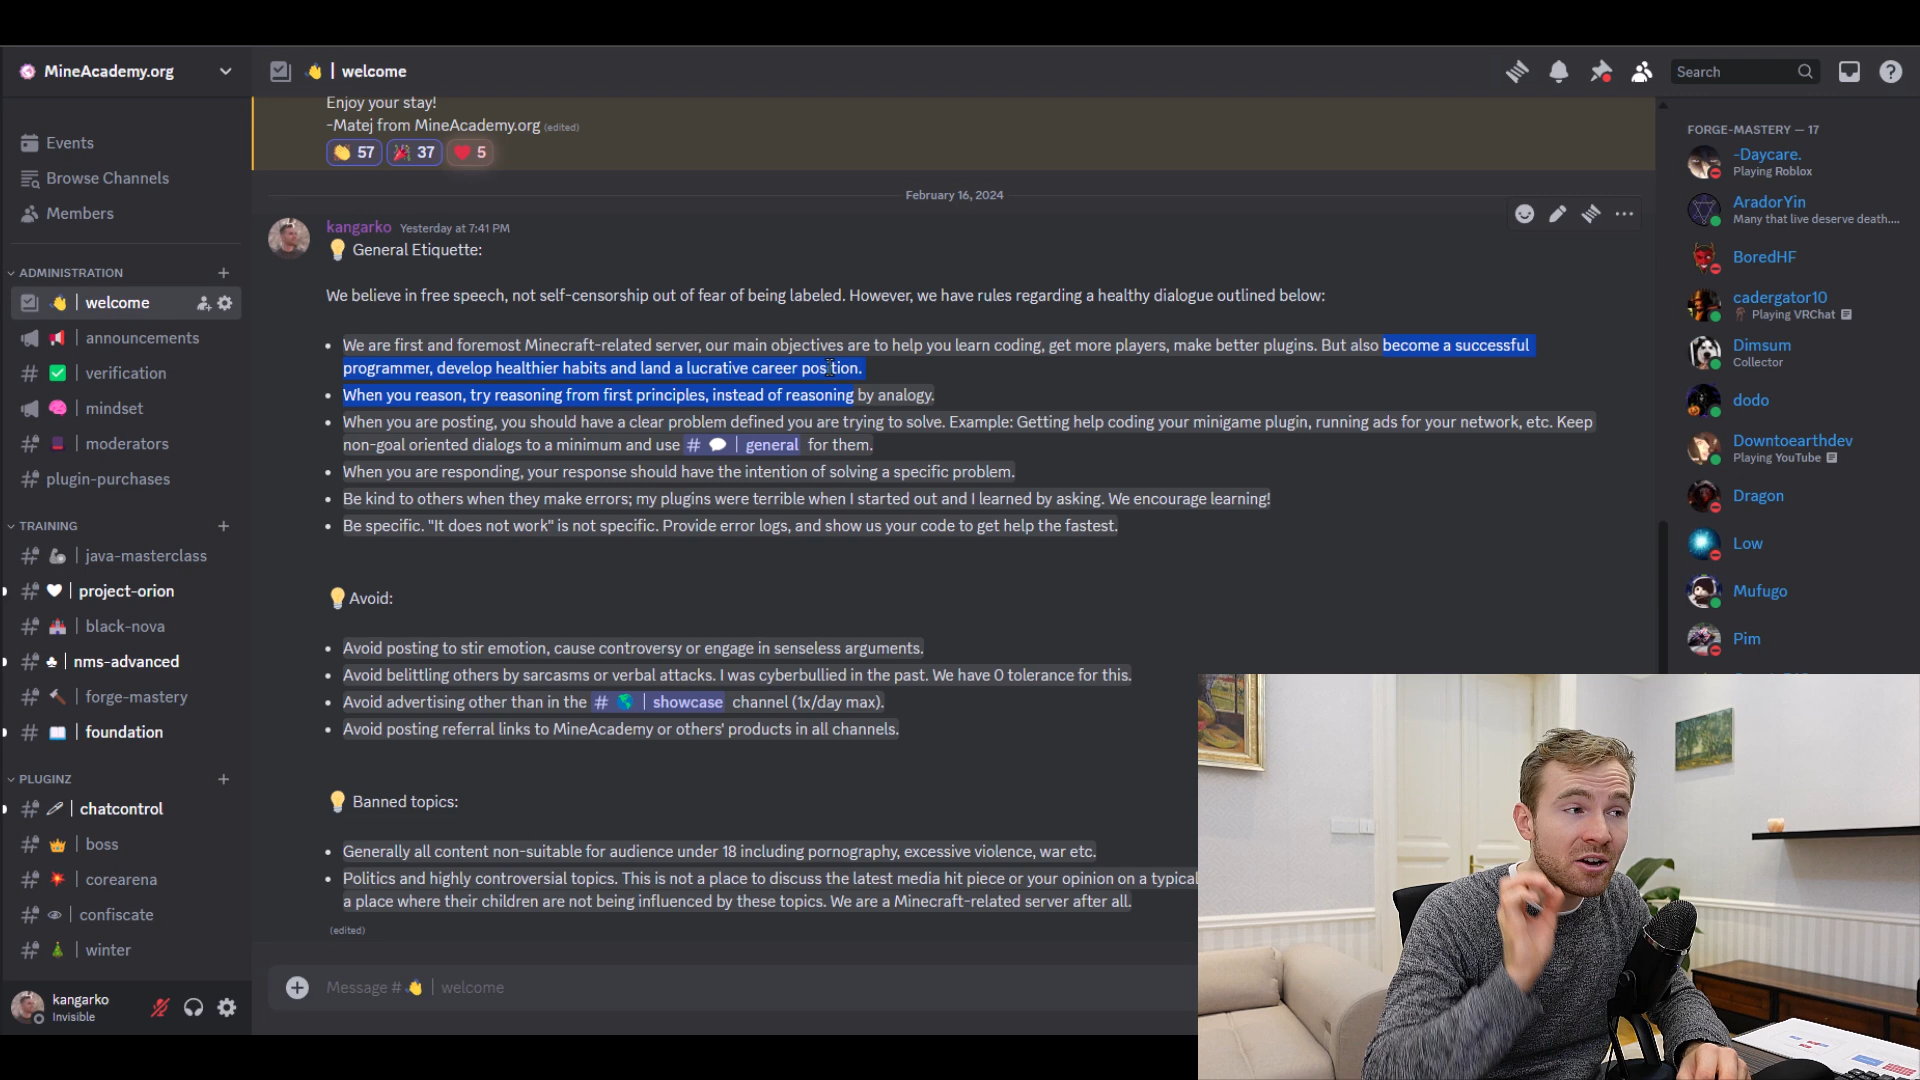 MineAcademy.org
Events
Browse Channels
Members
ADMINISTRATION
welcome
announcements
verification
mindset
moderators
plugin-purchases
TRAINING
java-masterclass
project-orion
black-nova
nms-advanced
forge-mastery
foundation
PLUGINZ
chatcontrol
boss
corearena
confiscate
winter
kangarko
Invisible
| welcome
Search
Enjoy your stay!
-Matej from MineAcademy.org (edited)
57 37 5
February 16, 2024
kangarko Yesterday at 7:41 PM
General Etiquette:
We believe in free speech, not self-censorship out of fear of being labeled. However, we have rules regarding a healthy dialogue outlined below:
• We are first and foremost Minecraft-related server, our main objectives are to help you learn coding, get more players, make better plugins. But also become a successful
programmer, develop healthier habits and land a lucrative career position.
• When you reason, try reasoning from first principles, instead of reasoning by analogy.
• When you are posting, you should have a clear problem defined you are trying to solve. Example: Getting help coding your minigame plugin, running ads for your network, etc. Keep
non-goal oriented dialogs to a minimum and use # 💬 | general for them.
• When you are responding, your response should have the intention of solving a specific problem.
• Be kind to others when they make errors; my plugins were terrible when I started out and I learned by asking. We encourage learning!
• Be specific. "It does not work" is not specific. Provide error logs, and show us your code to get help the fastest.
Avoid:
• Avoid posting to stir emotion, cause controversy or engage in senseless arguments.
• Avoid belittling others by sarcasms or verbal attacks. I was cyberbullied in the past. We have 0 tolerance for this.
• Avoid advertising other than in the # 🌎 | showcase channel (1x/day max).
• Avoid posting referral links to MineAcademy or others' products in all channels.
Banned topics:
• Generally all content non-suitable for audience under 18 including pornography, excessive violence, war etc.
• Politics and highly controversial topics. This is not a place to discuss the latest media hit piece or your opinion on a typical
a place where their children are not being influenced by these topics. We are a Minecraft-related server after all.
(edited)
Message # 👋 | welcome
FORGE-MASTERY — 17
-Daycare.
Playing Roblox
AradorYin
Many that live deserve death....
BoredHF
cadergator10
Playing VRChat
Dimsum
Collector
dodo
Downtoearthdev
Playing YouTube
Dragon
Low
Mufugo
Pim